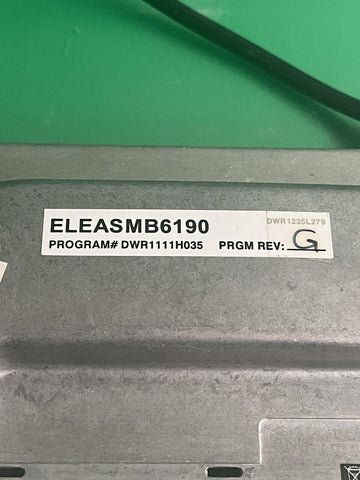 DWR1235L279
ELEASMB6190
PROGRAM# DWR1111H035 PRGM REV: G